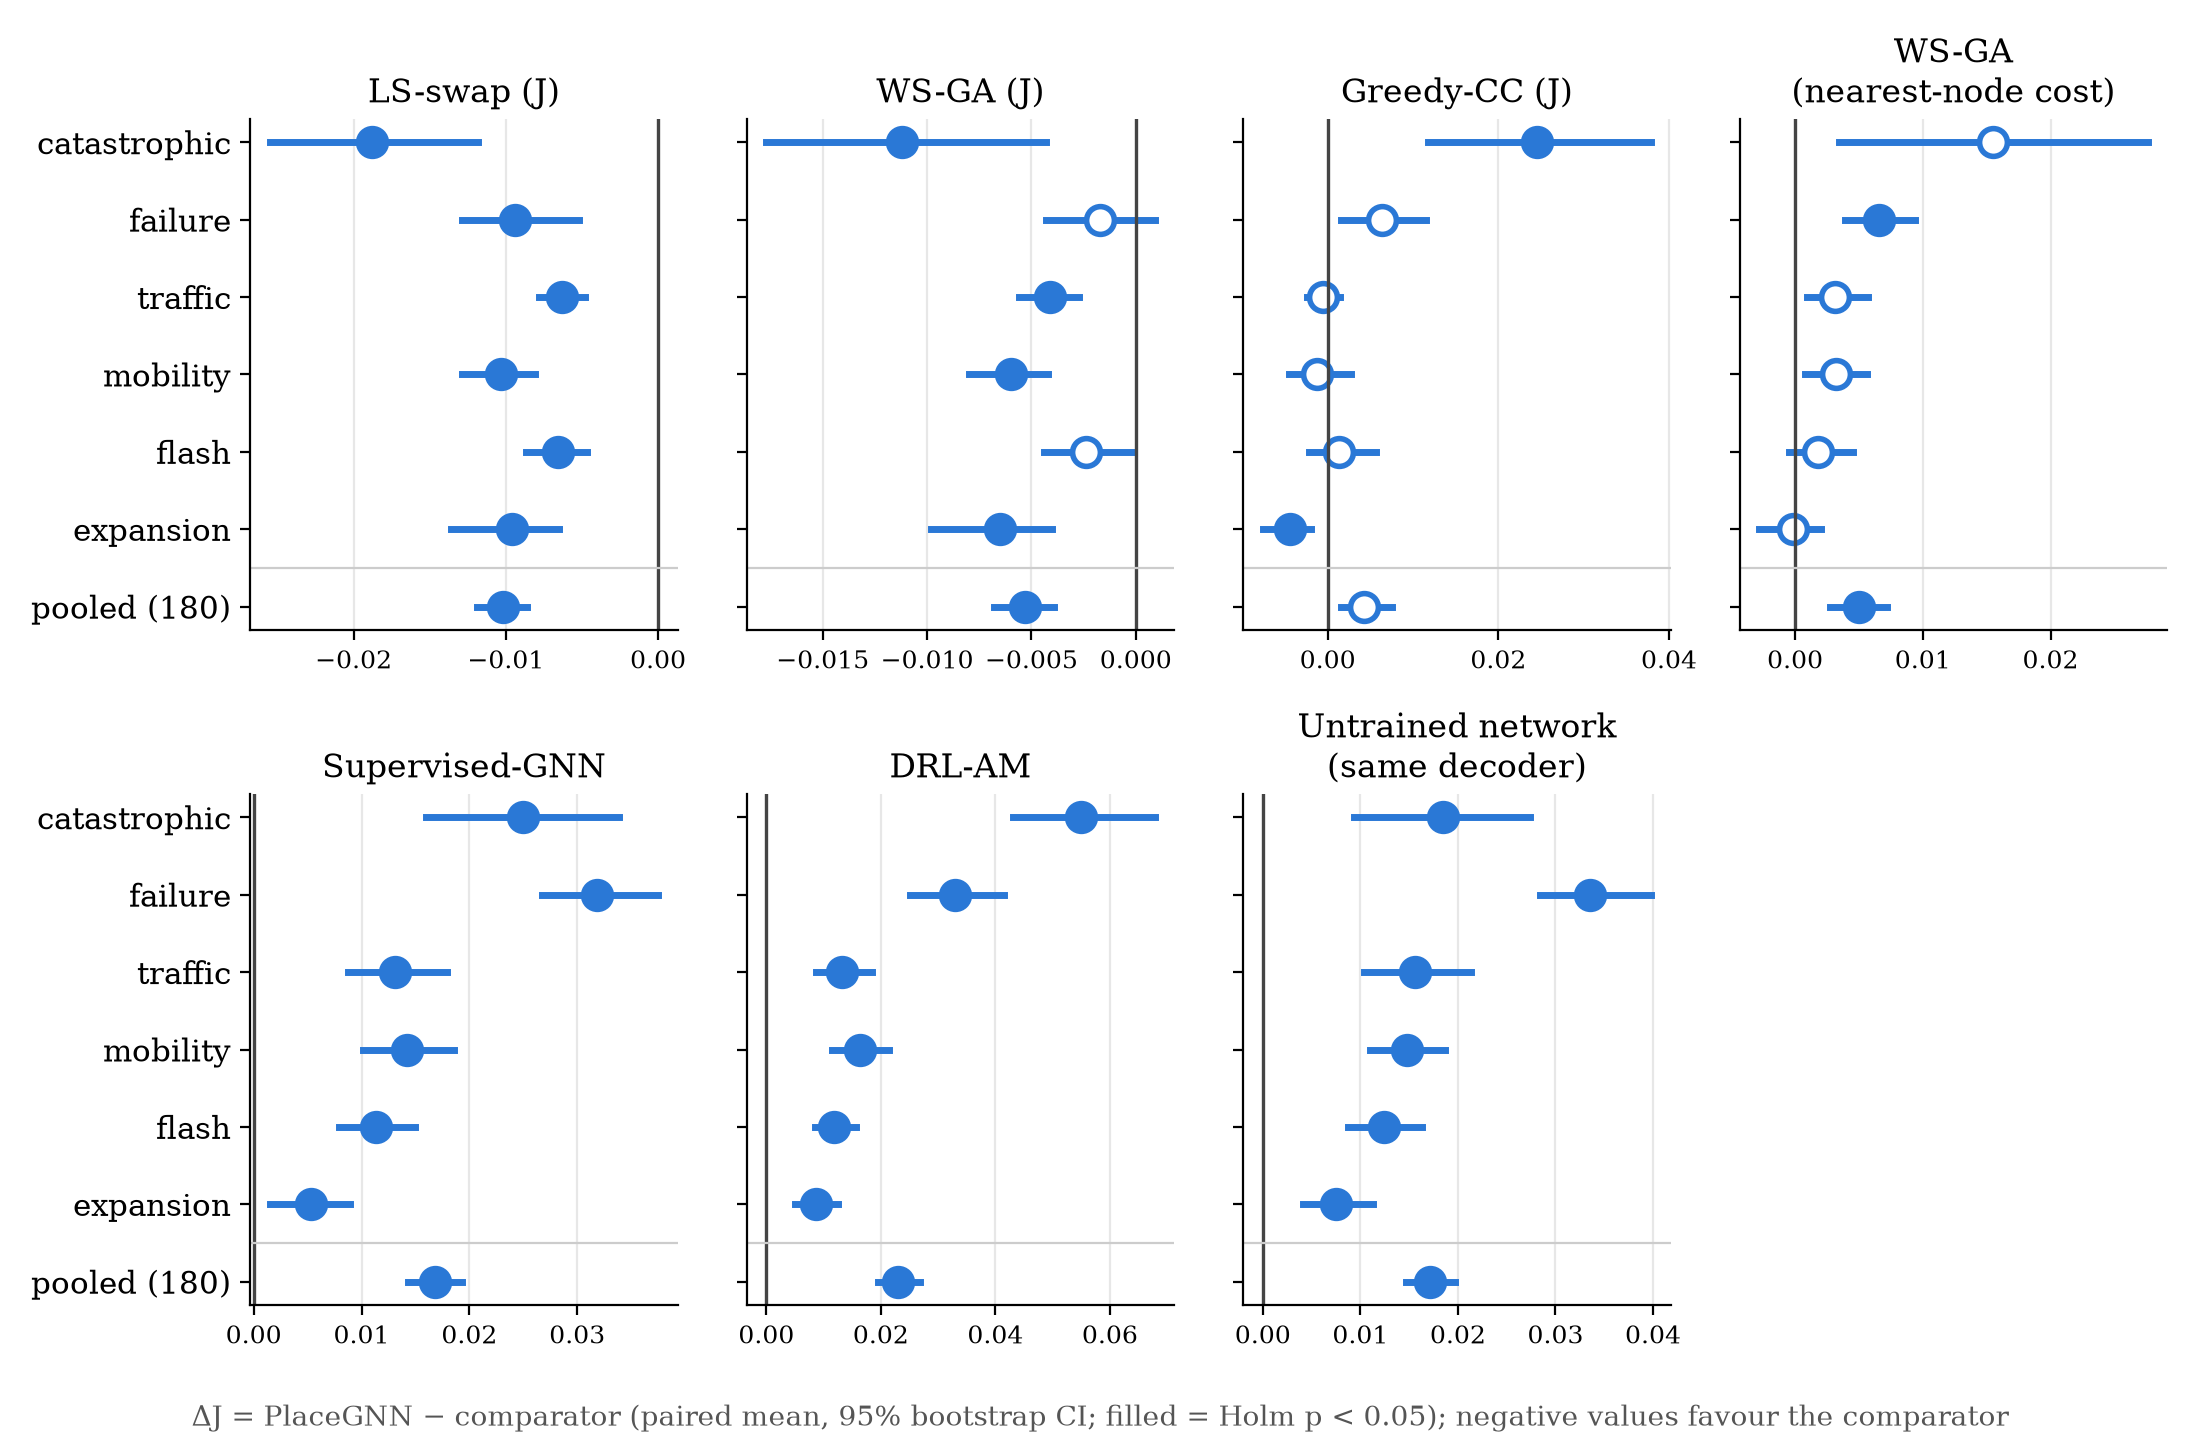 LS-swap (J)
WS-GA (J)
Greedy-CC (J)
WS-GA
(nearest-node cost)
catastrophic
failure
traffic
mobility
flash
expansion
pooled (180)
−0.02 −0.01 0.00
−0.015 −0.010 −0.005 0.000
0.00 0.02 0.04
0.00 0.01 0.02
Supervised-GNN
DRL-AM
Untrained network
(same decoder)
catastrophic
failure
traffic
mobility
flash
expansion
pooled (180)
0.00 0.01 0.02 0.03
0.00 0.02 0.04 0.06
0.00 0.01 0.02 0.03 0.04
ΔJ = PlaceGNN − comparator (paired mean, 95% bootstrap CI; filled = Holm p < 0.05); negative values favour the comparator